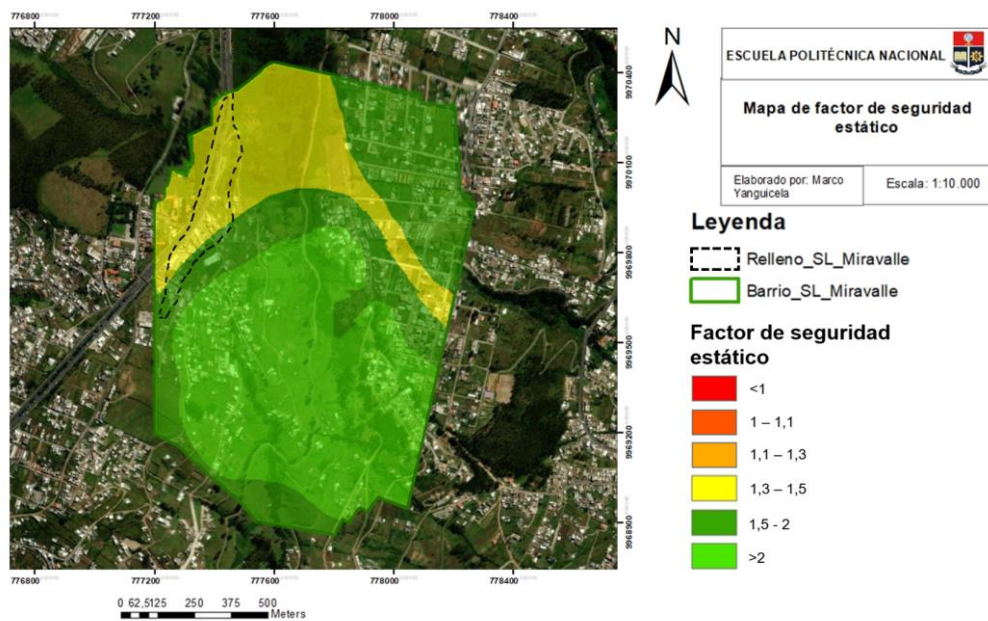 776800
777200
777600
778000
778400
9970400
9970100
9969800
9969500
9969200
9968900
776800
777200
777600
778000
778400
0 62,5125 250 375 500
Meters
N
ESCUELA POLITÉCNICA NACIONAL
Mapa de factor de seguridad
estático
Elaborado por: Marco
Yanguicela
Escala: 1:10.000
Leyenda
Relleno_SL_Miravalle
Barrio_SL_Miravalle
Factor de seguridad
estático
<1
1 – 1,1
1,1 – 1,3
1,3 – 1,5
1,5 - 2
>2